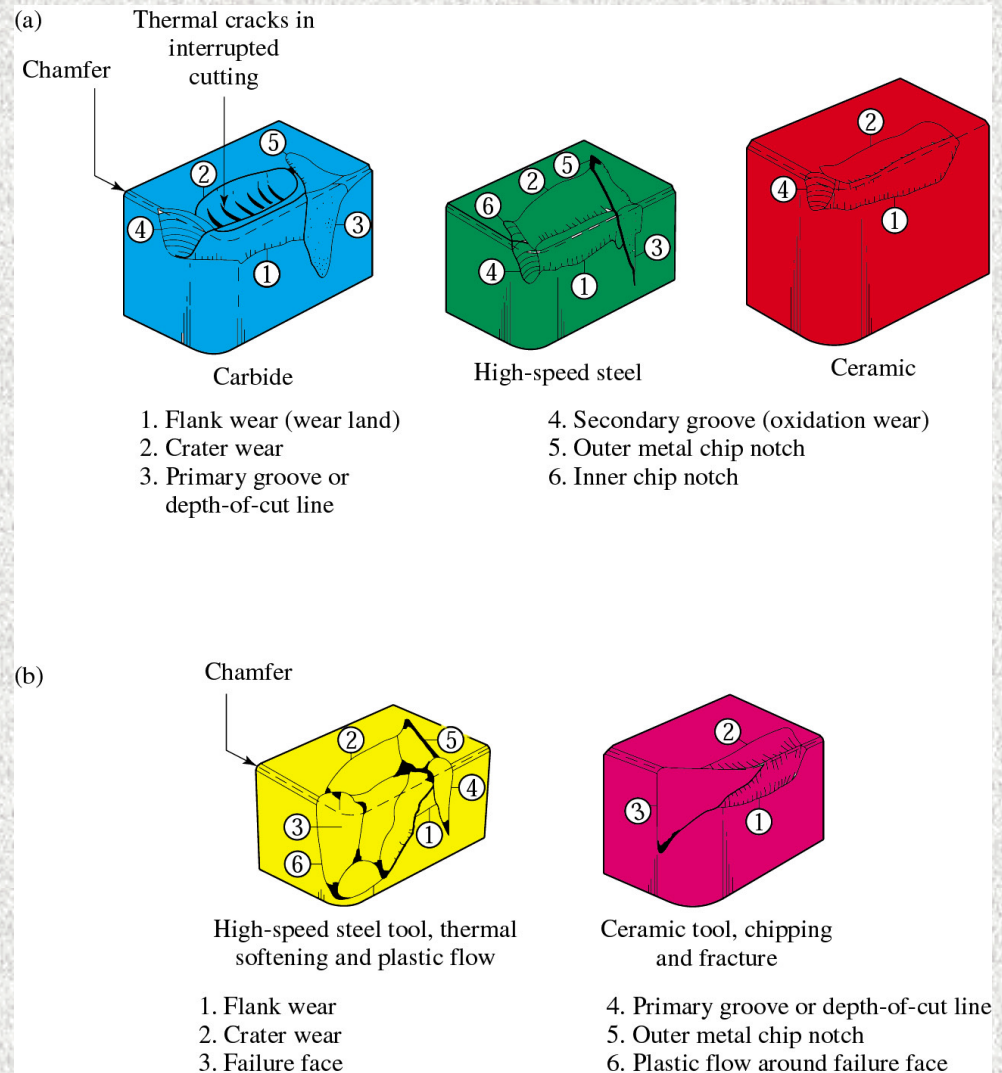 (a)
Thermal cracks in
interrupted
cutting
Chamfer
5
2
4
3
1
Carbide
2
5
6
4
3
1
High-speed steel
2
4
1
Ceramic
1. Flank wear (wear land)
2. Crater wear
3. Primary groove or
depth-of-cut line
4. Secondary groove (oxidation wear)
5. Outer metal chip notch
6. Inner chip notch
(b)
Chamfer
2
5
4
3
1
6
High-speed steel tool, thermal
softening and plastic flow
2
3
1
Ceramic tool, chipping
and fracture
1. Flank wear
2. Crater wear
3. Failure face
4. Primary groove or depth-of-cut line
5. Outer metal chip notch
6. Plastic flow around failure face